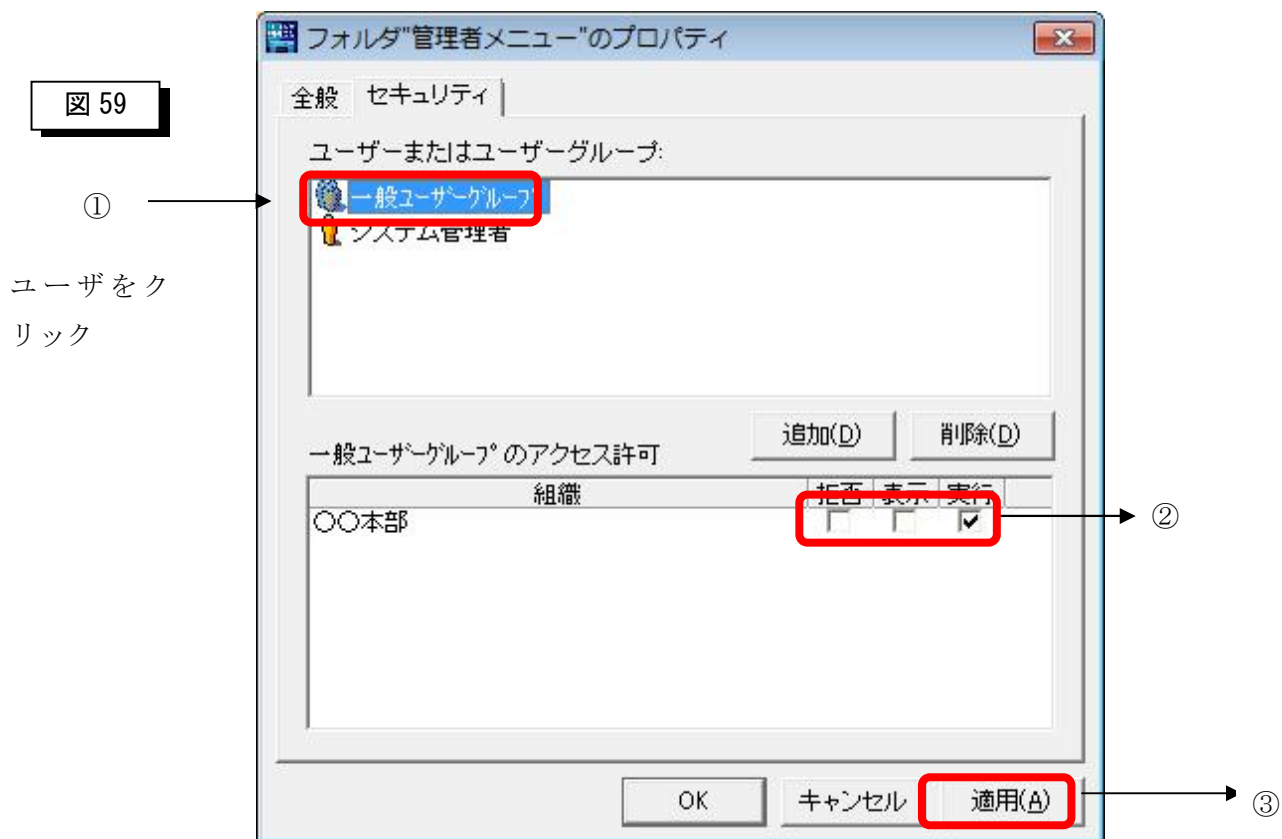 フォルダ"管理者メニュー"のプロパティ
図 59
全般 セキュリティ
ユーザーまたはユーザーグループ:
①
一般ユーザーグループ
システム管理者
ユーザをク
リック
追加(D) 削除(D)
一般ユーザーグループのアクセス許可
組織 拒否 表示 実行
〇〇本部
②
OK キャンセル 適用(A)
③